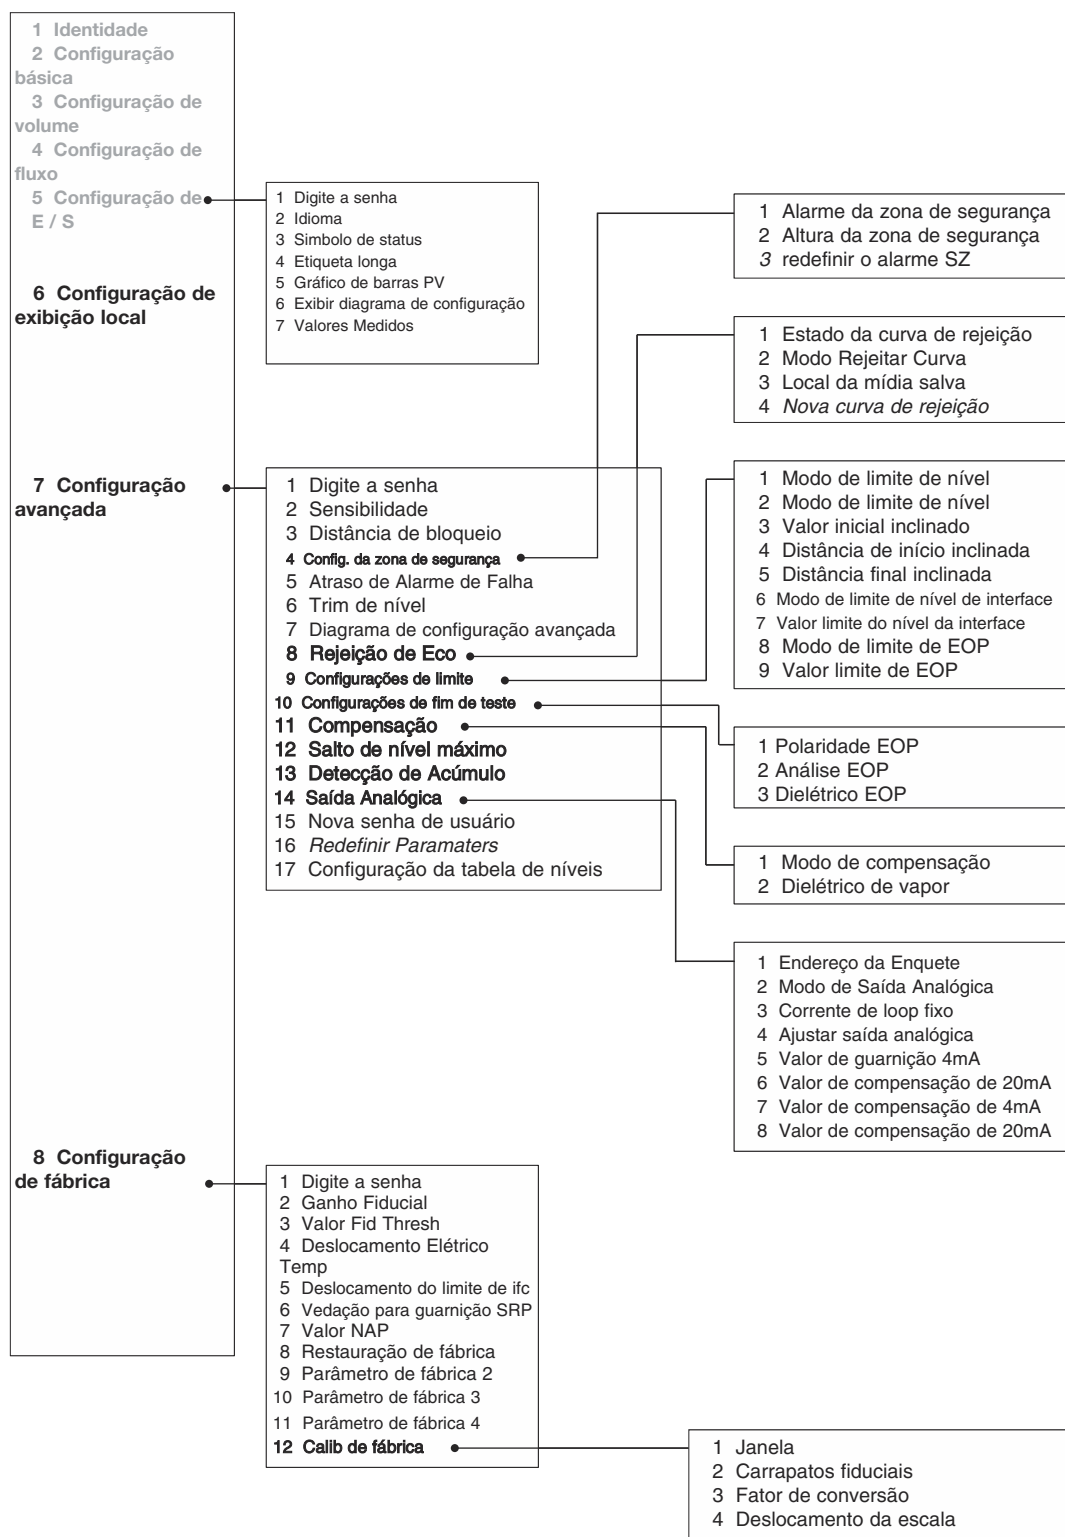 1 Identidade
2 Configuração
básica
3 Configuração de
volume
4 Configuração de
fluxo
5 Configuração de
E / S
6 Configuração de
exibição local
7 Configuração
avançada
8 Configuração
de fábrica
1 Digite a senha
2 Idioma
3 Simbolo de status
4 Etiqueta longa
5 Gráfico de barras PV
6 Exibir diagrama de configuração
7 Valores Medidos
1 Digite a senha
2 Sensibilidade
3 Distância de bloqueio
4 Config. da zona de segurança
5 Atraso de Alarme de Falha
6 Trim de nível
7 Diagrama de configuração avançada
8 Rejeição de Eco
9 Configurações de limite
10 Configurações de fim de teste
11 Compensação
12 Salto de nível máximo
13 Detecção de Acúmulo
14 Saída Analógica
15 Nova senha de usuário
16 Redefinir Paramaters
17 Configuração da tabela de níveis
1 Digite a senha
2 Ganho Fiducial
3 Valor Fid Thresh
4 Deslocamento Elétrico
Temp
5 Deslocamento do limite de ifc
6 Vedação para guarnição SRP
7 Valor NAP
8 Restauração de fábrica
9 Parâmetro de fábrica 2
10 Parâmetro de fábrica 3
11 Parâmetro de fábrica 4
12 Calib de fábrica
1 Alarme da zona de segurança
2 Altura da zona de segurança
3 redefinir o alarme SZ
1 Estado da curva de rejeição
2 Modo Rejeitar Curva
3 Local da mídia salva
4 Nova curva de rejeição
1 Modo de limite de nível
2 Modo de limite de nível
3 Valor inicial inclinado
4 Distância de início inclinada
5 Distância final inclinada
6 Modo de limite de nível de interface
7 Valor limite do nível da interface
8 Modo de limite de EOP
9 Valor limite de EOP
1 Polaridade EOP
2 Análise EOP
3 Dielétrico EOP
1 Modo de compensação
2 Dielétrico de vapor
1 Endereço da Enquete
2 Modo de Saída Analógica
3 Corrente de loop fixo
4 Ajustar saída analógica
5 Valor de guarnição 4mA
6 Valor de compensação de 20mA
7 Valor de compensação de 4mA
8 Valor de compensação de 20mA
1 Janela
2 Carrapatos fiduciais
3 Fator de conversão
4 Deslocamento da escala